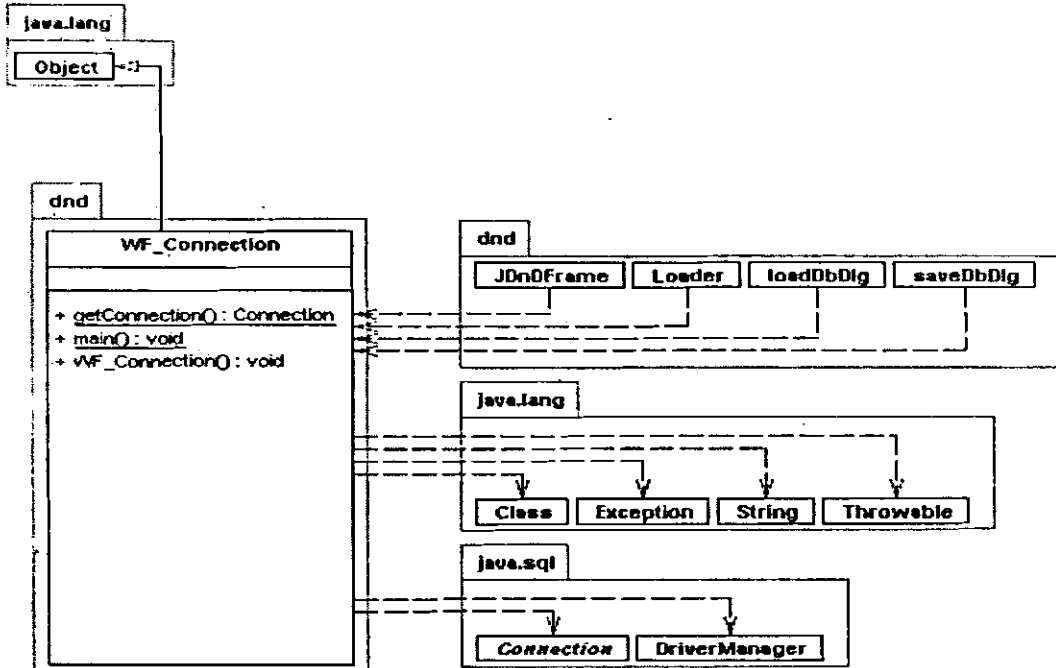 java.lang
Object
dnd
WF_Connection
+ getConnection() : Connection
+ main() : void
+ WF_Connection() : void
dnd
JDnDFrame
Loader
loadDbDlg
saveDbDlg
java.lang
Class
Exception
String
Throwable
java.sql
Connection
DriverManager